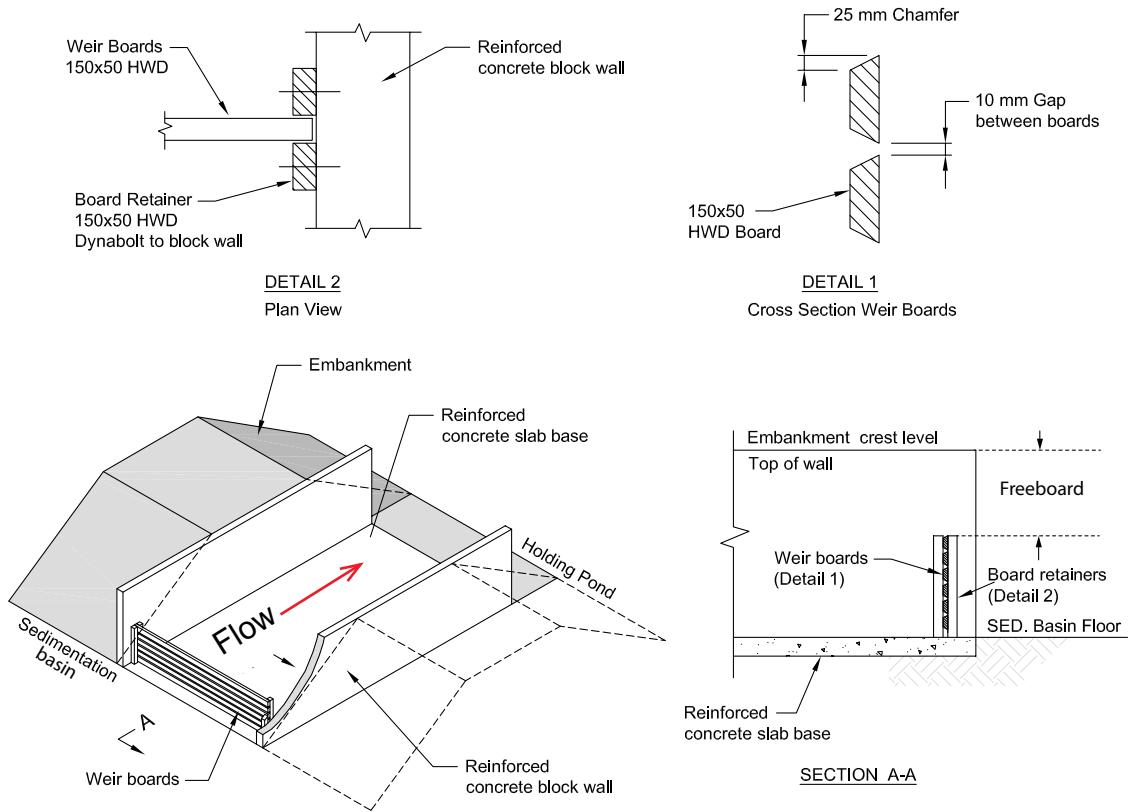 Weir Boards
150x50 HWD
Reinforced
concrete block wall
Board Retainer
150x50 HWD
Dynabolt to block wall
DETAIL 2
Plan View
25 mm Chamfer
10 mm Gap
between boards
150x50
HWD Board
DETAIL 1
Cross Section Weir Boards
Embankment
Reinforced
concrete slab base
Holding Pond
Flow
Sedimentation
basin
A
Weir boards
Reinforced
concrete block wall
Embankment crest level
Top of wall
Freeboard
Weir boards
(Detail 1)
Board retainers
(Detail 2)
SED. Basin Floor
Reinforced
concrete slab base
SECTION A-A